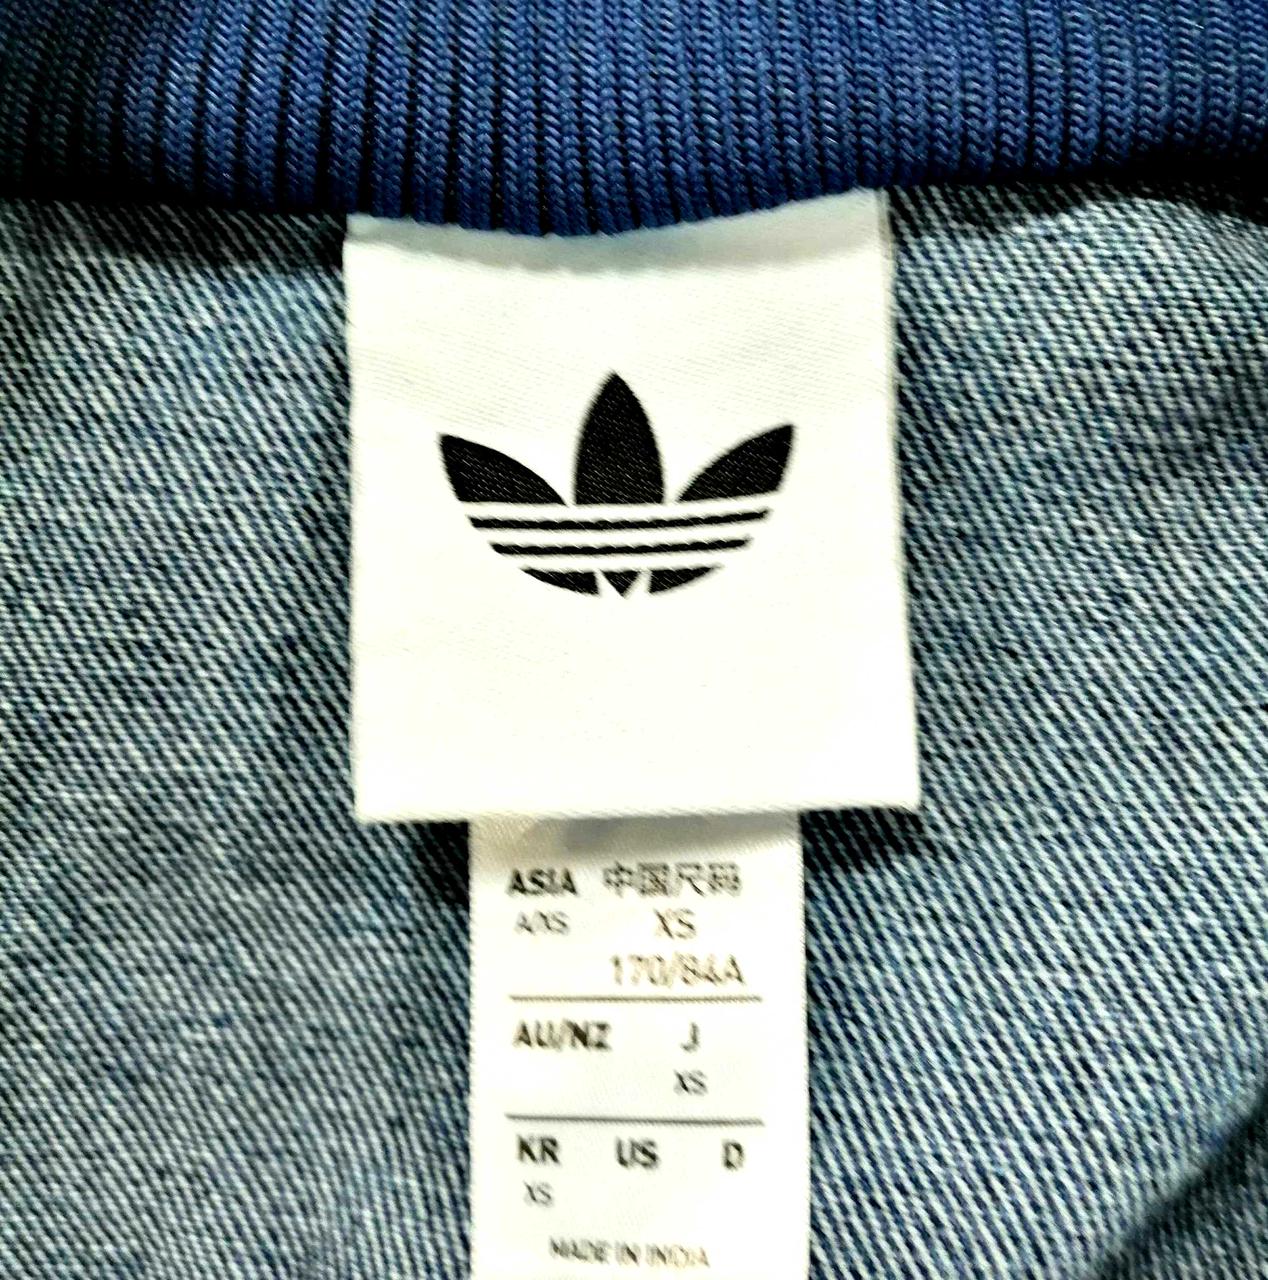 ASIA 中国尺码
A/XS XS
170/84A
AU/NZ J
XS
KR US D
XS
MADE IN INDIA